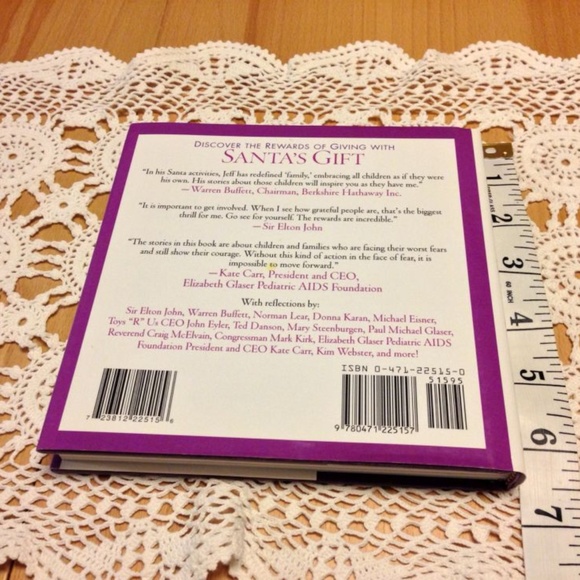 DISCOVER THE REWARDS OF GIVING WITH
SANTA'S GIFT
"In his Santa activities, Jeff has redefined 'family,' embracing all children as if they were
his own. His stories about those children will inspire you as they have me."
—Warren Buffett, Chairman, Berkshire Hathaway Inc.
"It is important to get involved. When I see how grateful people are, that's the biggest
thrill for me. Go see for yourself. The rewards are incredible."
—Sir Elton John
"The stories in this book are about children and families who are facing their worst fears
and still show their courage. Without this kind of action in the face of fear, it is
impossible to move forward."
—Kate Carr, President and CEO,
Elizabeth Glaser Pediatric AIDS Foundation
With reflections by:
Sir Elton John, Warren Buffett, Norman Lear, Donna Karan, Michael Eisner,
Toys "R" Us CEO John Eyler, Ted Danson, Mary Steenburgen, Paul Michael Glaser,
Reverend Craig McElvain, Congressman Mark Kirk, Elizabeth Glaser Pediatric AIDS
Foundation President and CEO Kate Carr, Kim Webster, and more!
ISBN 0-471-22515-0
51595
7 23812 22515 6
9 780471 225157
1
2
3
60 INCH
4
5
6
7